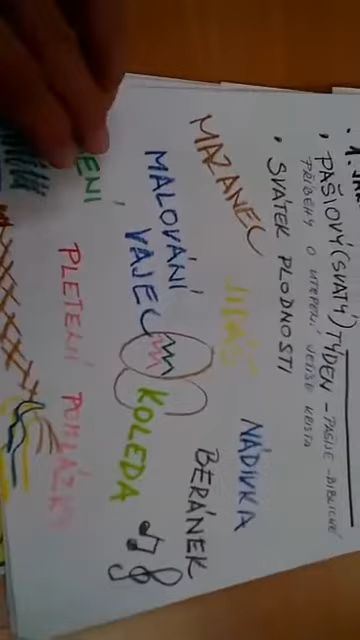 PAŠIOVÝ (SVATÝ) TÝDEN - PAŠIJE - BIBLICKÉ
PŘÍBĚHY O UTRPENÍ JEŽÍŠE KRISTA
SVÁTEK PLODNOSTI
MAZANEC
JIDÁŠ
NÁDIVKA
MALOVÁNÍ
VAJEC
BERÁNEK
KOLEDA
PLETENÍ POMLÁZKY